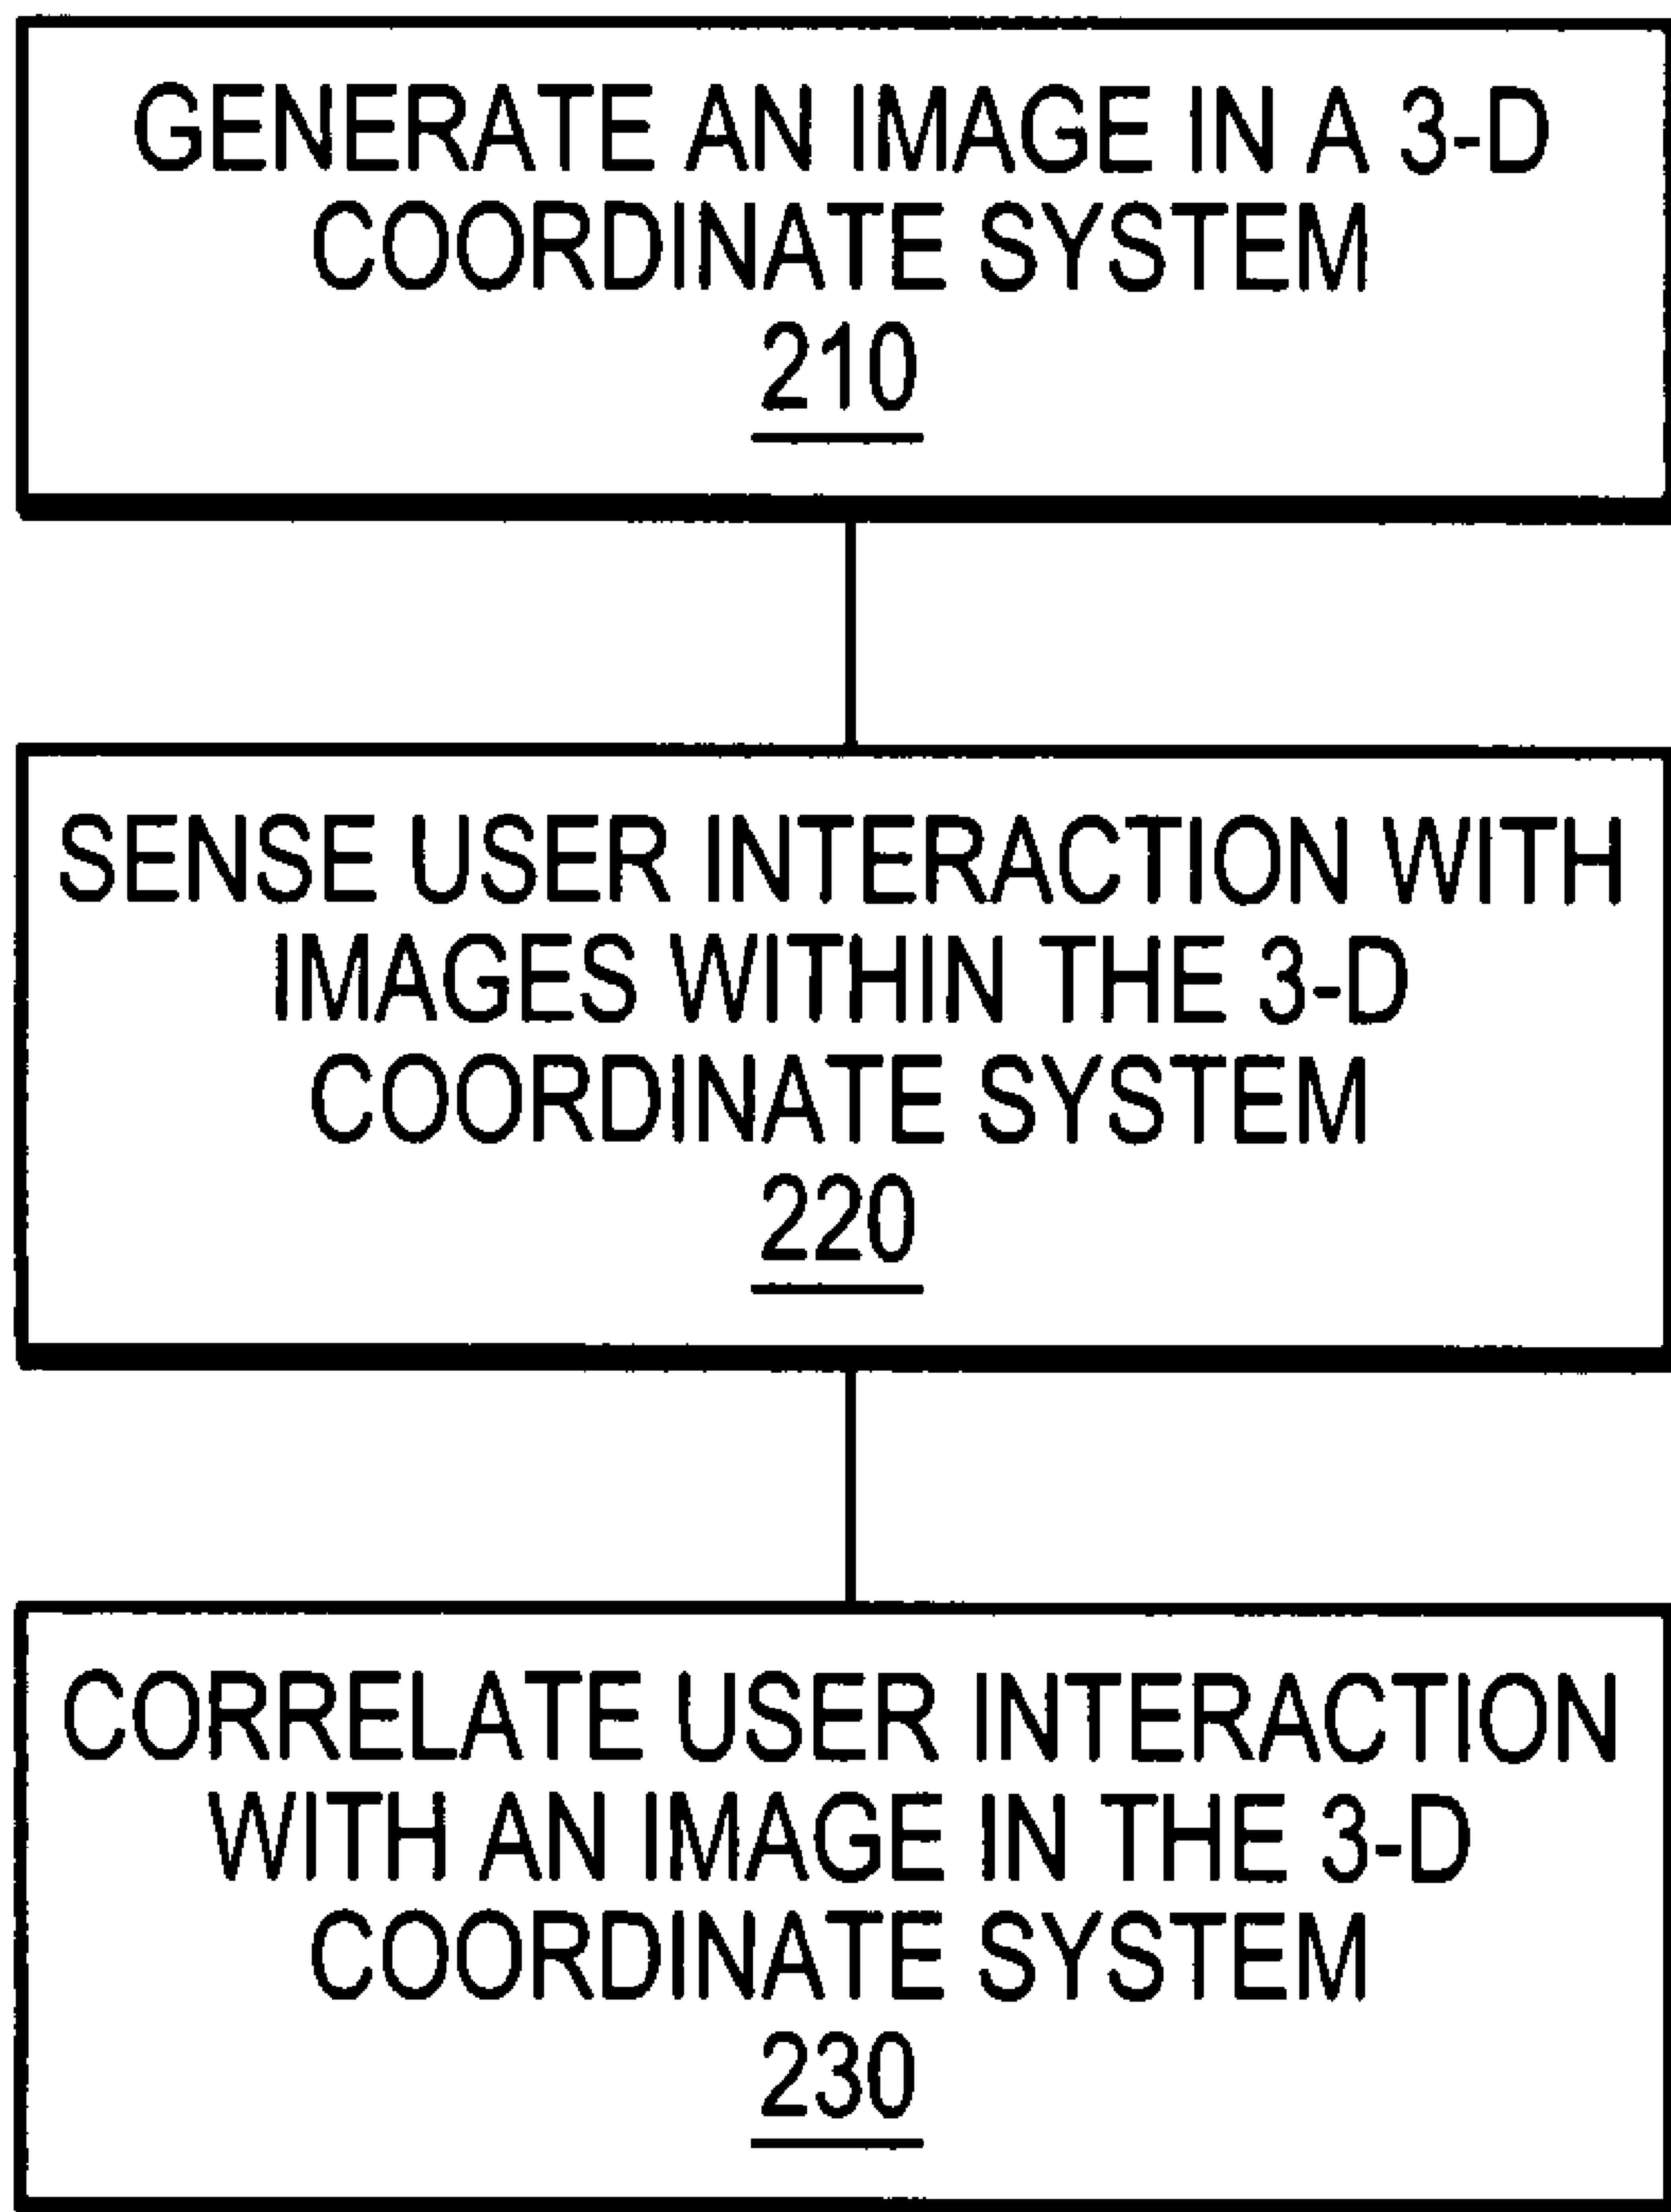 GENERATE AN IMAGE IN A 3-D
COORDINATE SYSTEM
210
SENSE USER INTERACTION WITH
IMAGES WITHIN THE 3-D
COORDINATE SYSTEM
220
CORRELATE USER INTERACTION
WITH AN IMAGE IN THE 3-D
COORDINATE SYSTEM
230